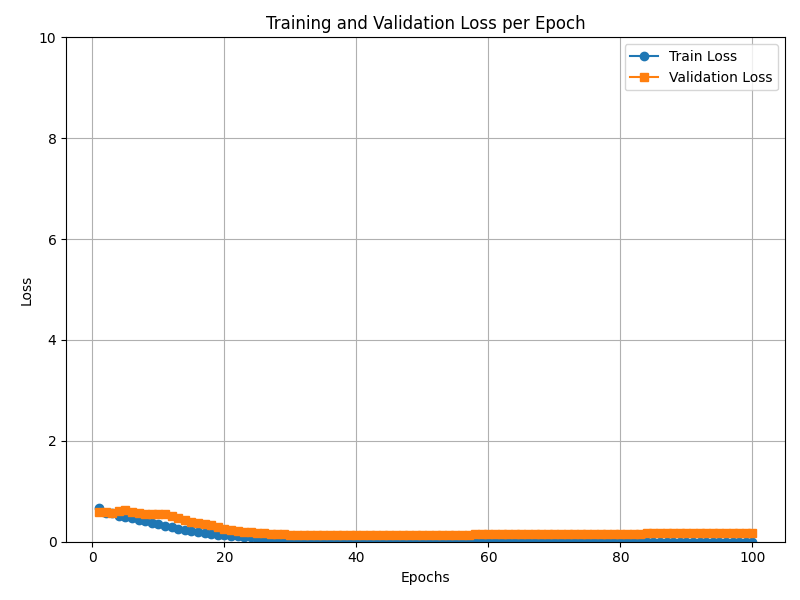 Training and Validation Loss per Epoch
Train Loss
Validation Loss
10
8
6
4
2
0
Loss
0 20 40 60 80 100
Epochs